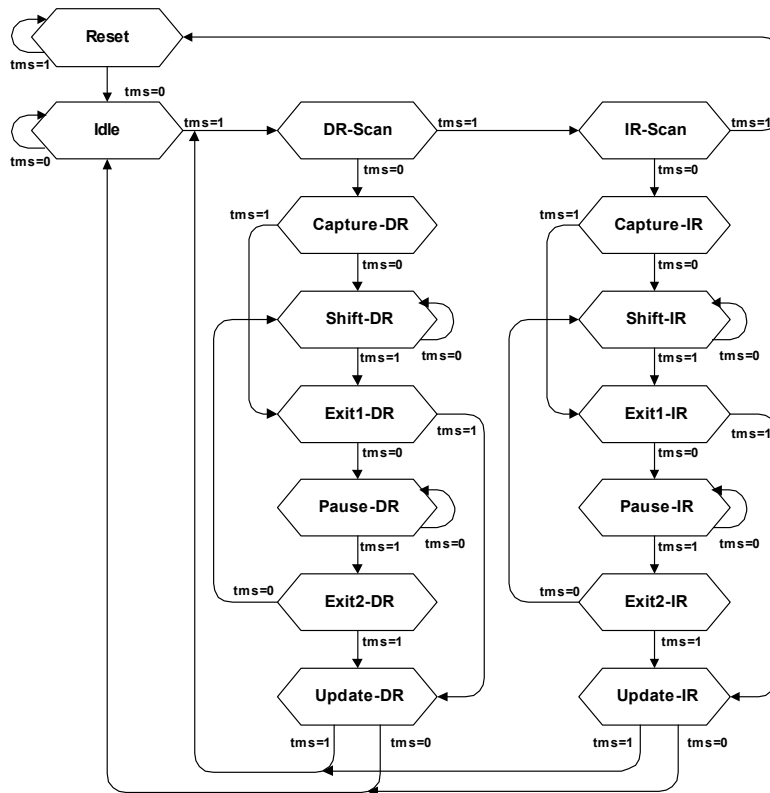 Reset
tms=1
tms=0
Idle
tms=1
DR-Scan
tms=1
IR-Scan
tms=1
tms=0
tms=0
tms=0
tms=1
Capture-DR
tms=1
Capture-IR
tms=0
tms=0
Shift-DR
Shift-IR
tms=1
tms=0
tms=1
tms=0
Exit1-DR
tms=1
Exit1-IR
tms=1
tms=0
tms=0
Pause-DR
Pause-IR
tms=1
tms=0
tms=1
tms=0
tms=0
Exit2-DR
tms=0
Exit2-IR
tms=1
tms=1
Update-DR
Update-IR
tms=1
tms=0
tms=1
tms=0